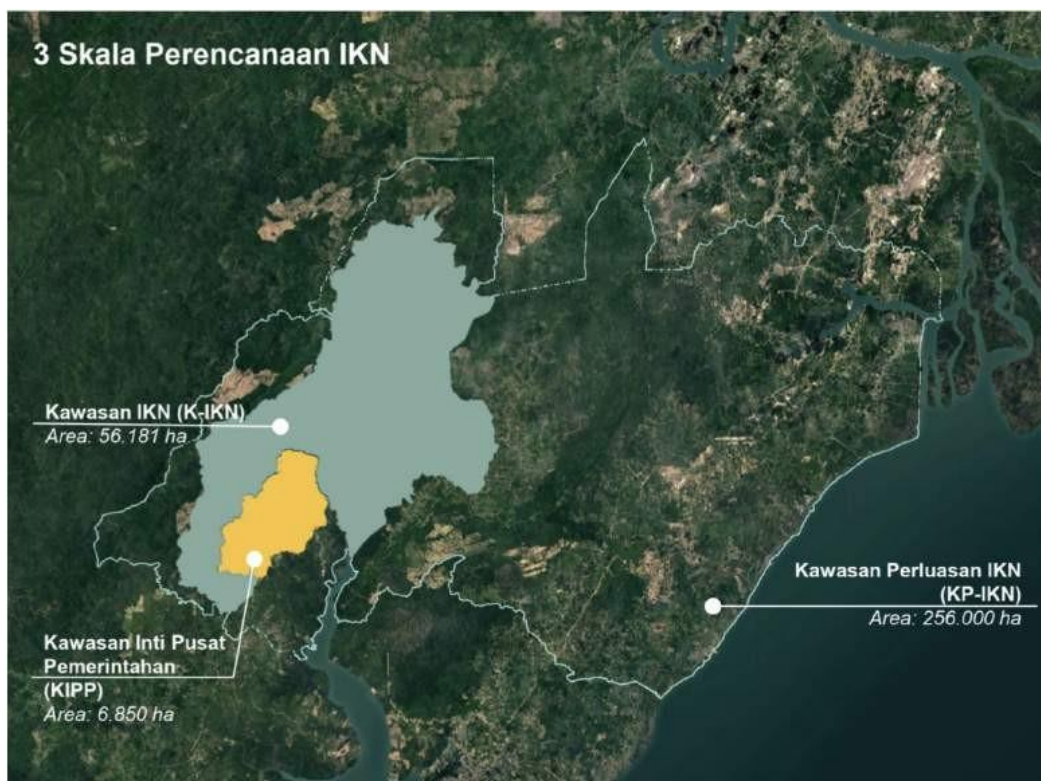 3 Skala Perencanaan IKN
Kawasan IKN (K-IKN)
Area: 56.181 ha
Kawasan Perluasan IKN
(KP-IKN)
Area: 256.000 ha
Kawasan Inti Pusat
Pemerintahan
(KIPP)
Area: 6.850 ha